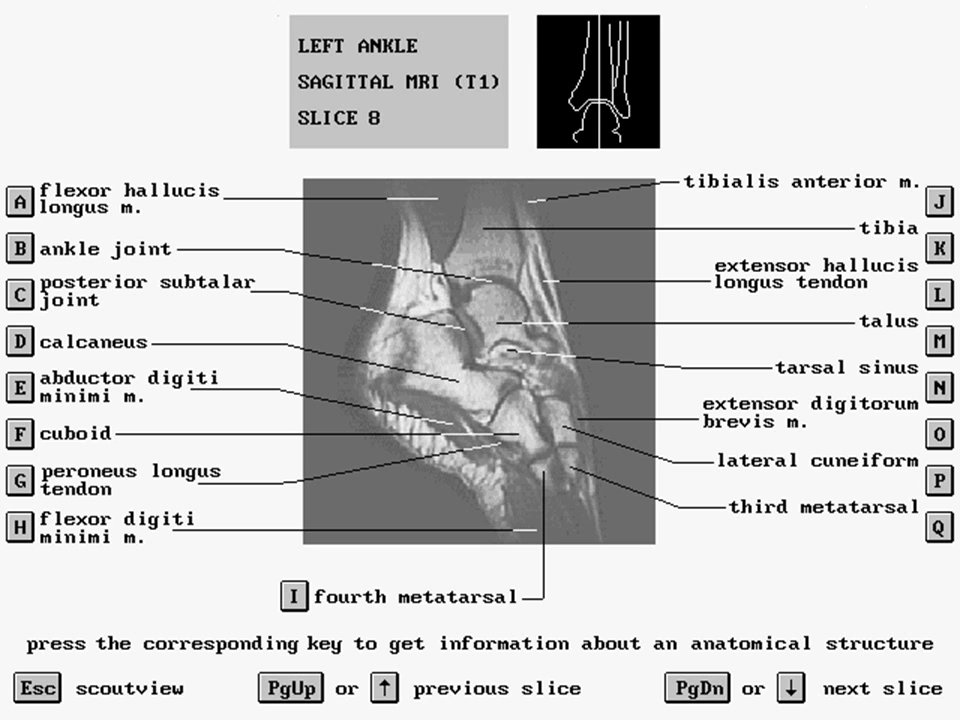 LEFT ANKLE
SAGITTAL MRI (T1)
SLICE 8
A flexor hallucis
longus m.
B ankle joint
C posterior subtalar
joint
D calcaneus
E abductor digiti
minimi m.
F cuboid
G peroneus longus
tendon
H flexor digiti
minimi m.
I fourth metatarsal
tibialis anterior m.
J
tibia
K
extensor hallucis
longus tendon
L
talus
M
tarsal sinus
N
extensor digitorum
brevis m.
O
lateral cuneiform
P
third metatarsal
Q
press the corresponding key to get information about an anatomical structure
Esc scoutview PgUp or ↑ previous slice PgDn or ↓ next slice